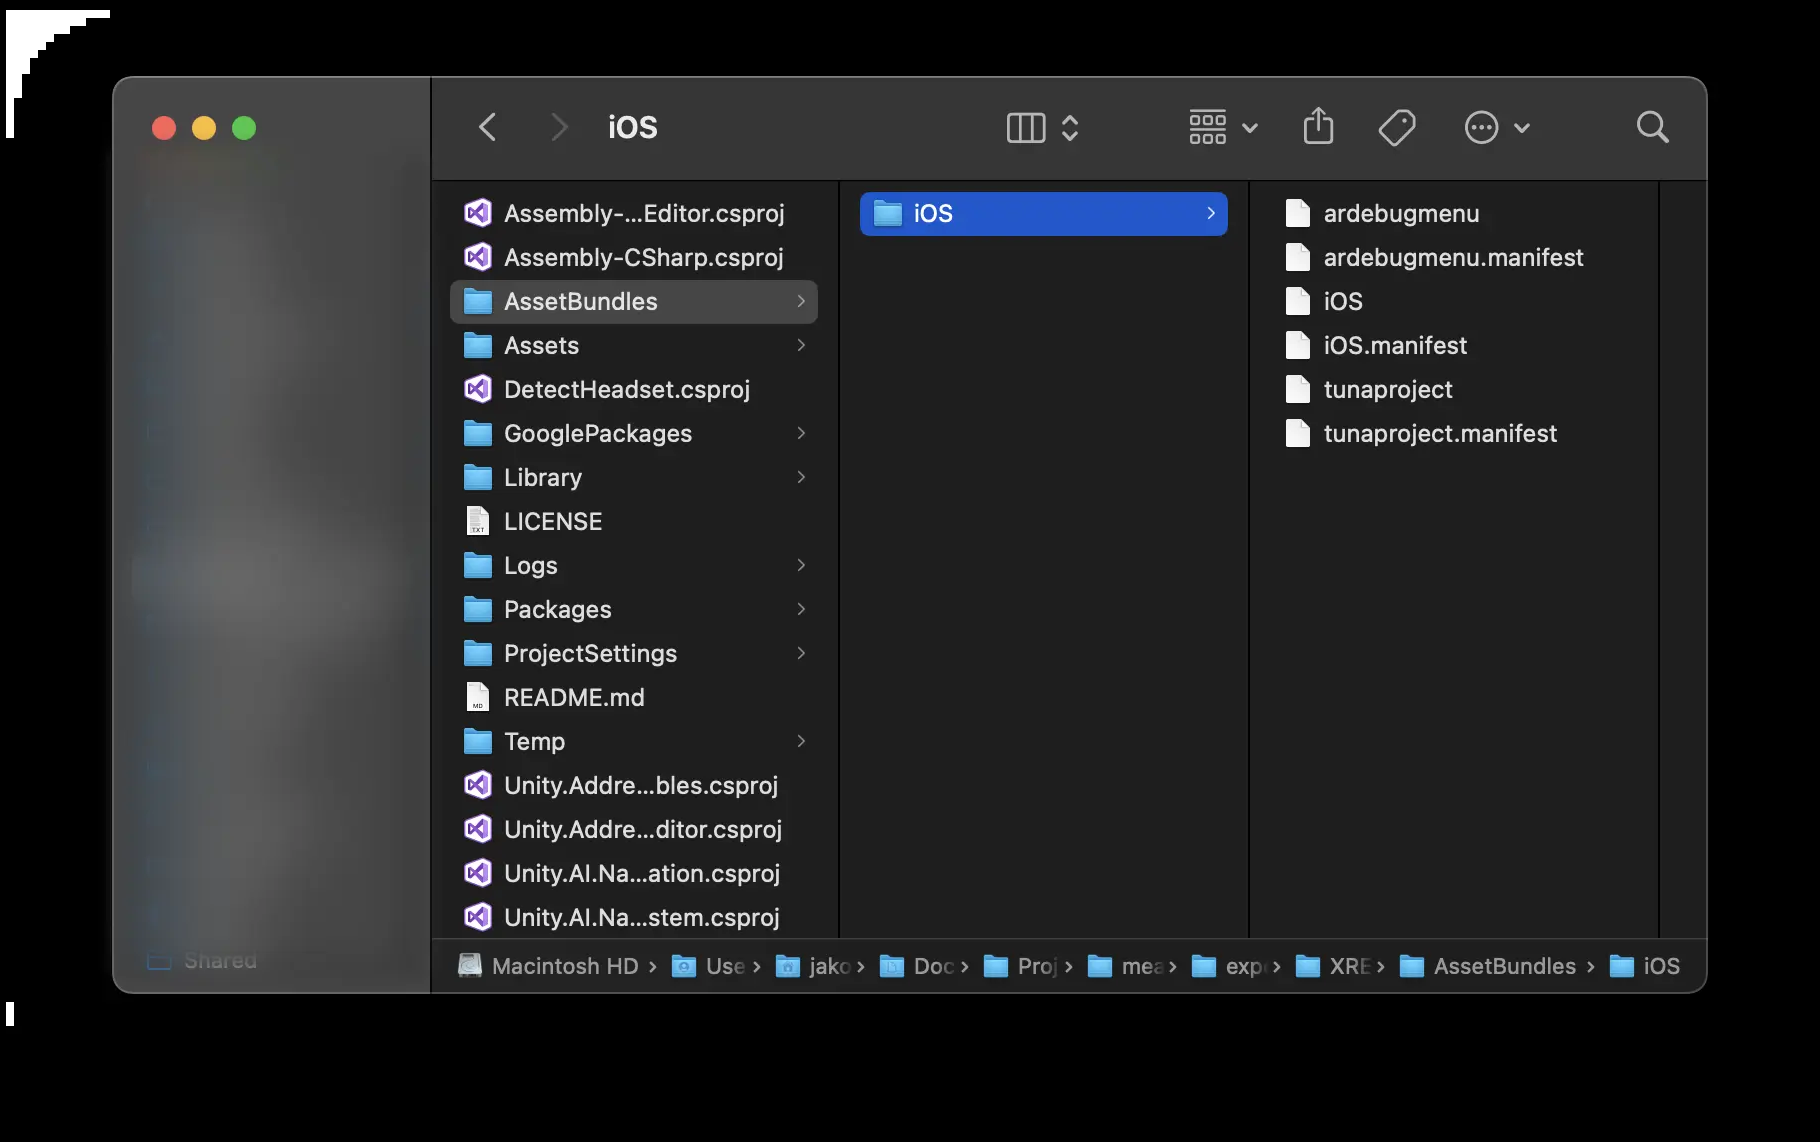 iOS
Assembly-...Editor.csproj
Assembly-CSharp.csproj
AssetBundles
Assets
DetectHeadset.csproj
GooglePackages
Library
LICENSE
Logs
Packages
ProjectSettings
README.md
Temp
Unity.Addre...bles.csproj
Unity.Addre...ditor.csproj
Unity.AI.Na...ation.csproj
Unity.AI.Na...stem.csproj
iOS
ardebugmenu
ardebugmenu.manifest
iOS
iOS.manifest
tunaproject
tunaproject.manifest
Shared
Macintosh HD › Use › jako › Doc › Proj › mea › exp › XRE › AssetBundles › iOS